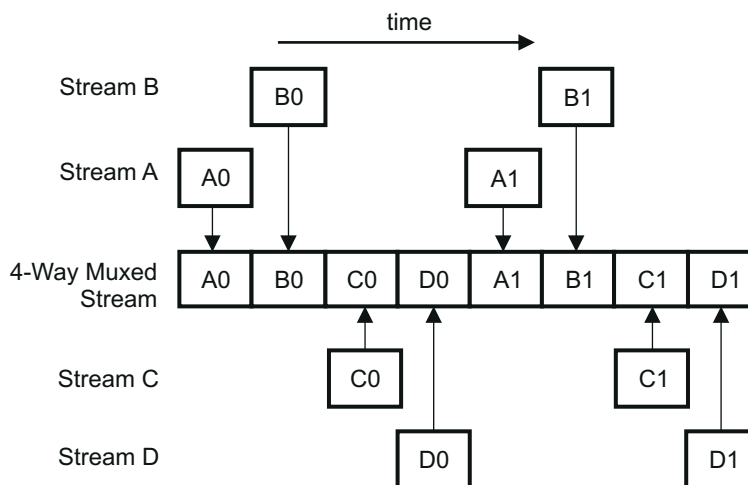 time
Stream B B0 B1
Stream A A0 A1
4-Way Muxed
Stream
A0 B0 C0 D0 A1 B1 C1 D1
Stream C C0 C1
Stream D D0 D1